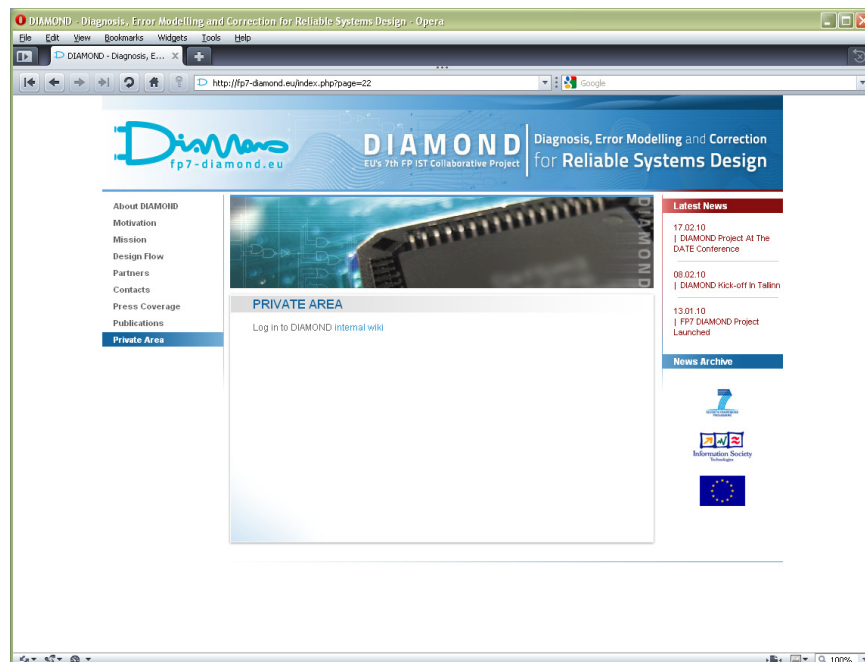 DIAMOND - Diagnosis, Error Modelling and Correction for Reliable Systems Design - Opera
File Edit View Bookmarks Widgets Tools Help
DIAMOND - Diagnosis, E...
http://fp7-diamond.eu/index.php?page=22
Google
Diamond
fp7-diamond.eu
DIAMOND
EU's 7th FP IST Collaborative Project
Diagnosis, Error Modelling and Correction
for Reliable Systems Design
About DIAMOND
Motivation
Mission
Design Flow
Partners
Contacts
Press Coverage
Publications
Private Area
DIAMOND
PRIVATE AREA
Log in to DIAMOND internal wiki
Latest News
17.02.10
| DIAMOND Project At The
DATE Conference
08.02.10
| DIAMOND Kick-off In Tallinn
13.01.10
| FP7 DIAMOND Project
Launched
News Archive
7
Information Society
Technologies
100%